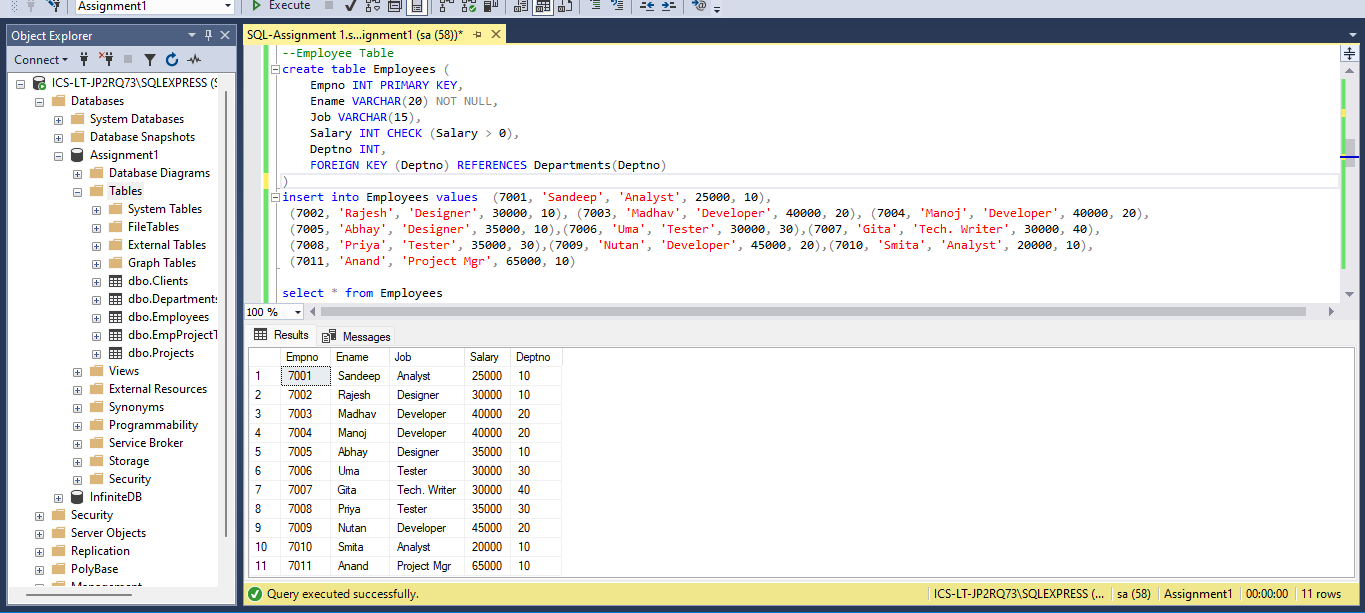 Assignment1
Execute
Object Explorer
SQL-Assignment 1.s...ignment1 (sa (58))*
Connect
ICS-LT-JP2RQ73\SQLEXPRESS (S
Databases
System Databases
Database Snapshots
Assignment1
Database Diagrams
Tables
System Tables
FileTables
External Tables
Graph Tables
dbo.Clients
dbo.Departments
dbo.Employees
dbo.EmpProjectT
dbo.Projects
Views
External Resources
Synonyms
Programmability
Service Broker
Storage
Security
InfiniteDB
Security
Server Objects
Replication
PolyBase
Management
--Employee Table
create table Employees (
Empno INT PRIMARY KEY,
Ename VARCHAR(20) NOT NULL,
Job VARCHAR(15),
Salary INT CHECK (Salary > 0),
Deptno INT,
FOREIGN KEY (Deptno) REFERENCES Departments(Deptno)
)
insert into Employees values  (7001, 'Sandeep', 'Analyst', 25000, 10),
(7002, 'Rajesh', 'Designer', 30000, 10), (7003, 'Madhav', 'Developer', 40000, 20), (7004, 'Manoj', 'Developer', 40000, 20),
(7005, 'Abhay', 'Designer', 35000, 10),(7006, 'Uma', 'Tester', 30000, 30),(7007, 'Gita', 'Tech. Writer', 30000, 40),
(7008, 'Priya', 'Tester', 35000, 30),(7009, 'Nutan', 'Developer', 45000, 20),(7010, 'Smita', 'Analyst', 20000, 10),
(7011, 'Anand', 'Project Mgr', 65000, 10)
select * from Employees
100 %
Results Messages
Empno Ename Job Salary Deptno
1 7001 Sandeep Analyst 25000 10
2 7002 Rajesh Designer 30000 10
3 7003 Madhav Developer 40000 20
4 7004 Manoj Developer 40000 20
5 7005 Abhay Designer 35000 10
6 7006 Uma Tester 30000 30
7 7007 Gita Tech. Writer 30000 40
8 7008 Priya Tester 35000 30
9 7009 Nutan Developer 45000 20
10 7010 Smita Analyst 20000 10
11 7011 Anand Project Mgr 65000 10
Query executed successfully.
ICS-LT-JP2RQ73\SQLEXPRESS (... sa (58) Assignment1 00:00:00 11 rows